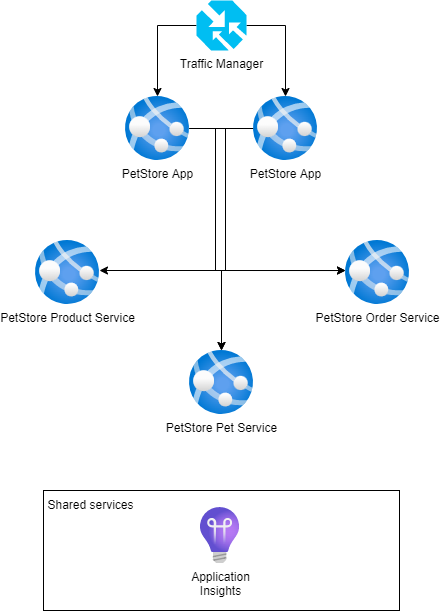 Traffic Manager
PetStore App
PetStore App
PetStore Product Service
PetStore Order Service
PetStore Pet Service
Shared services
Application
Insights